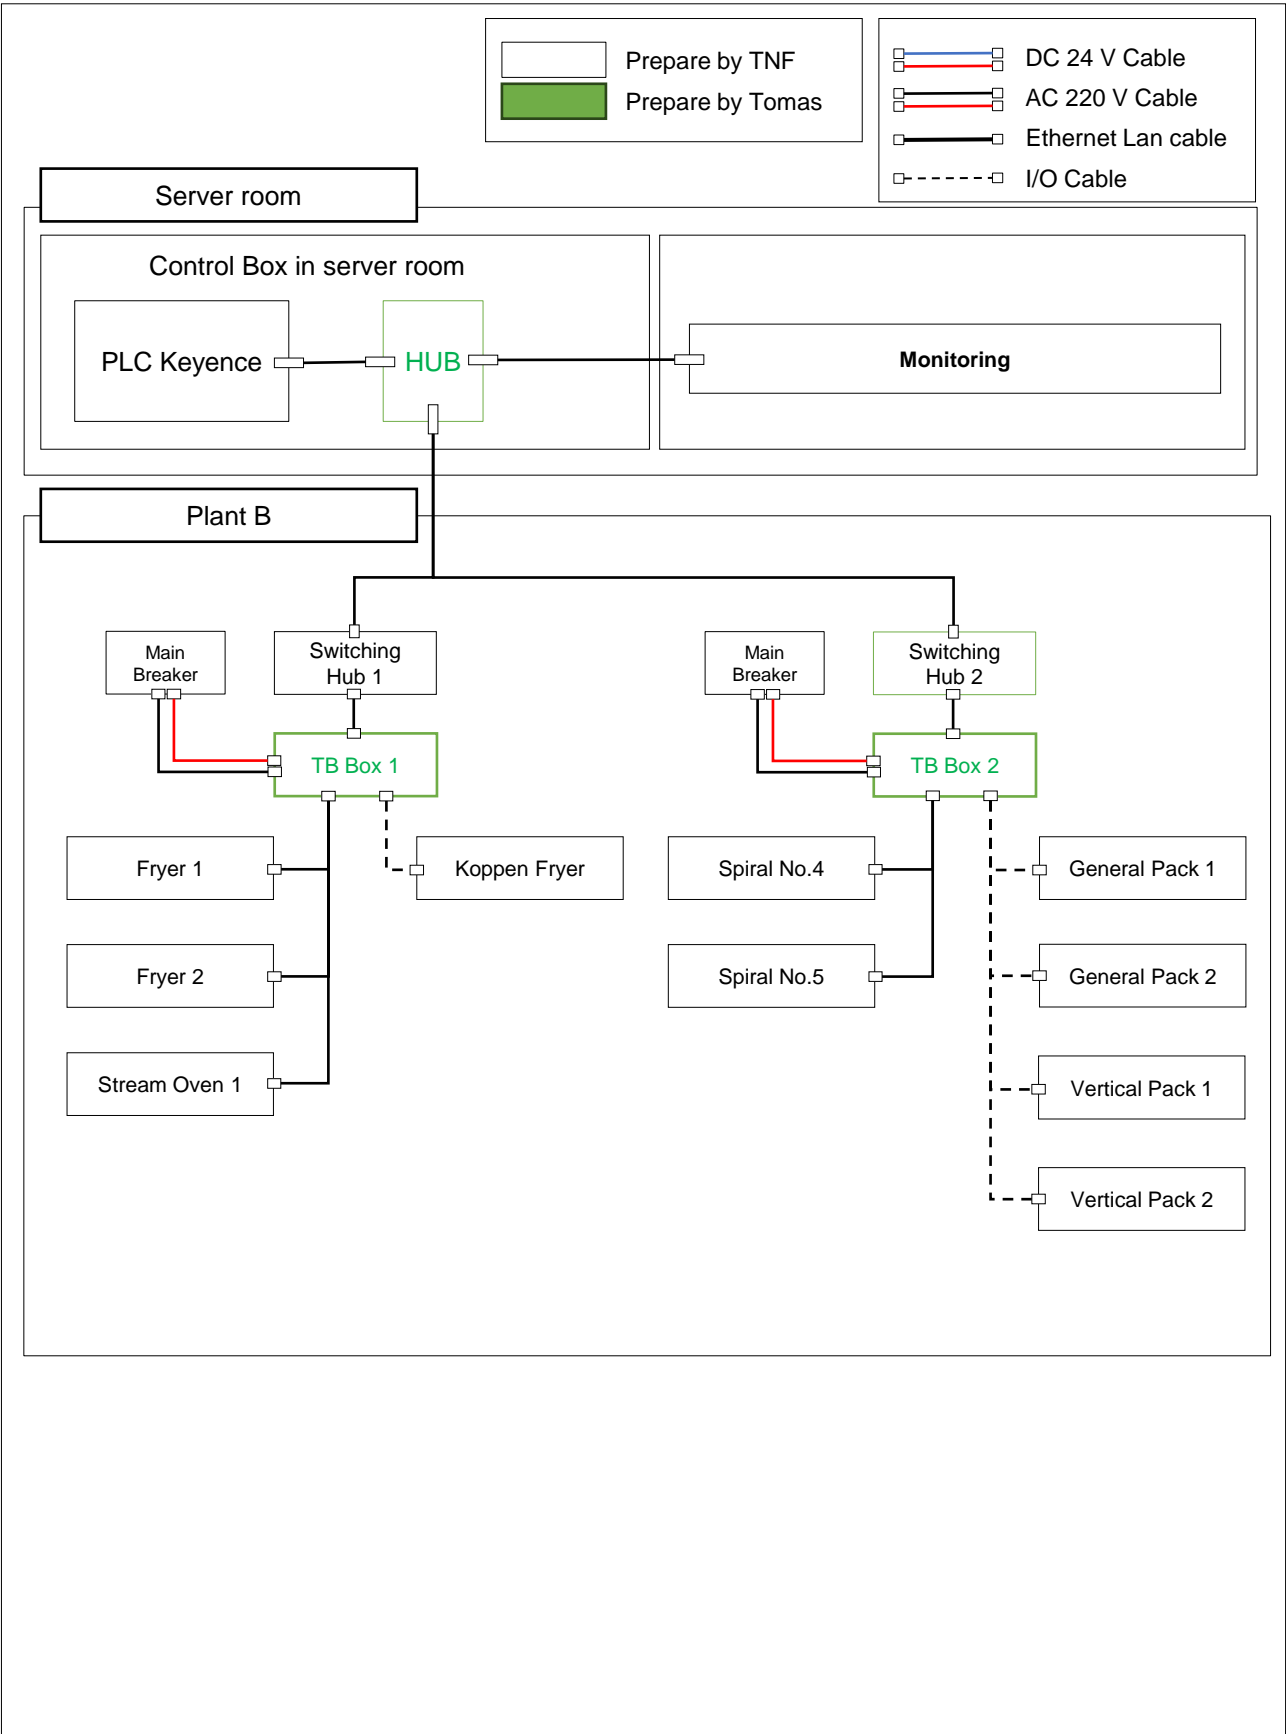 Prepare by TNF
Prepare by Tomas
DC 24 V Cable
AC 220 V Cable
Ethernet Lan cable
I/O Cable
Server room
Control Box in server room
PLC Keyence
HUB
Monitoring
Plant B
Main
Breaker
Switching
Hub 1
Main
Breaker
Switching
Hub 2
TB Box 1
TB Box 2
Fryer 1
Koppen Fryer
Spiral No.4
General Pack 1
Fryer 2
Spiral No.5
General Pack 2
Stream Oven 1
Vertical Pack 1
Vertical Pack 2